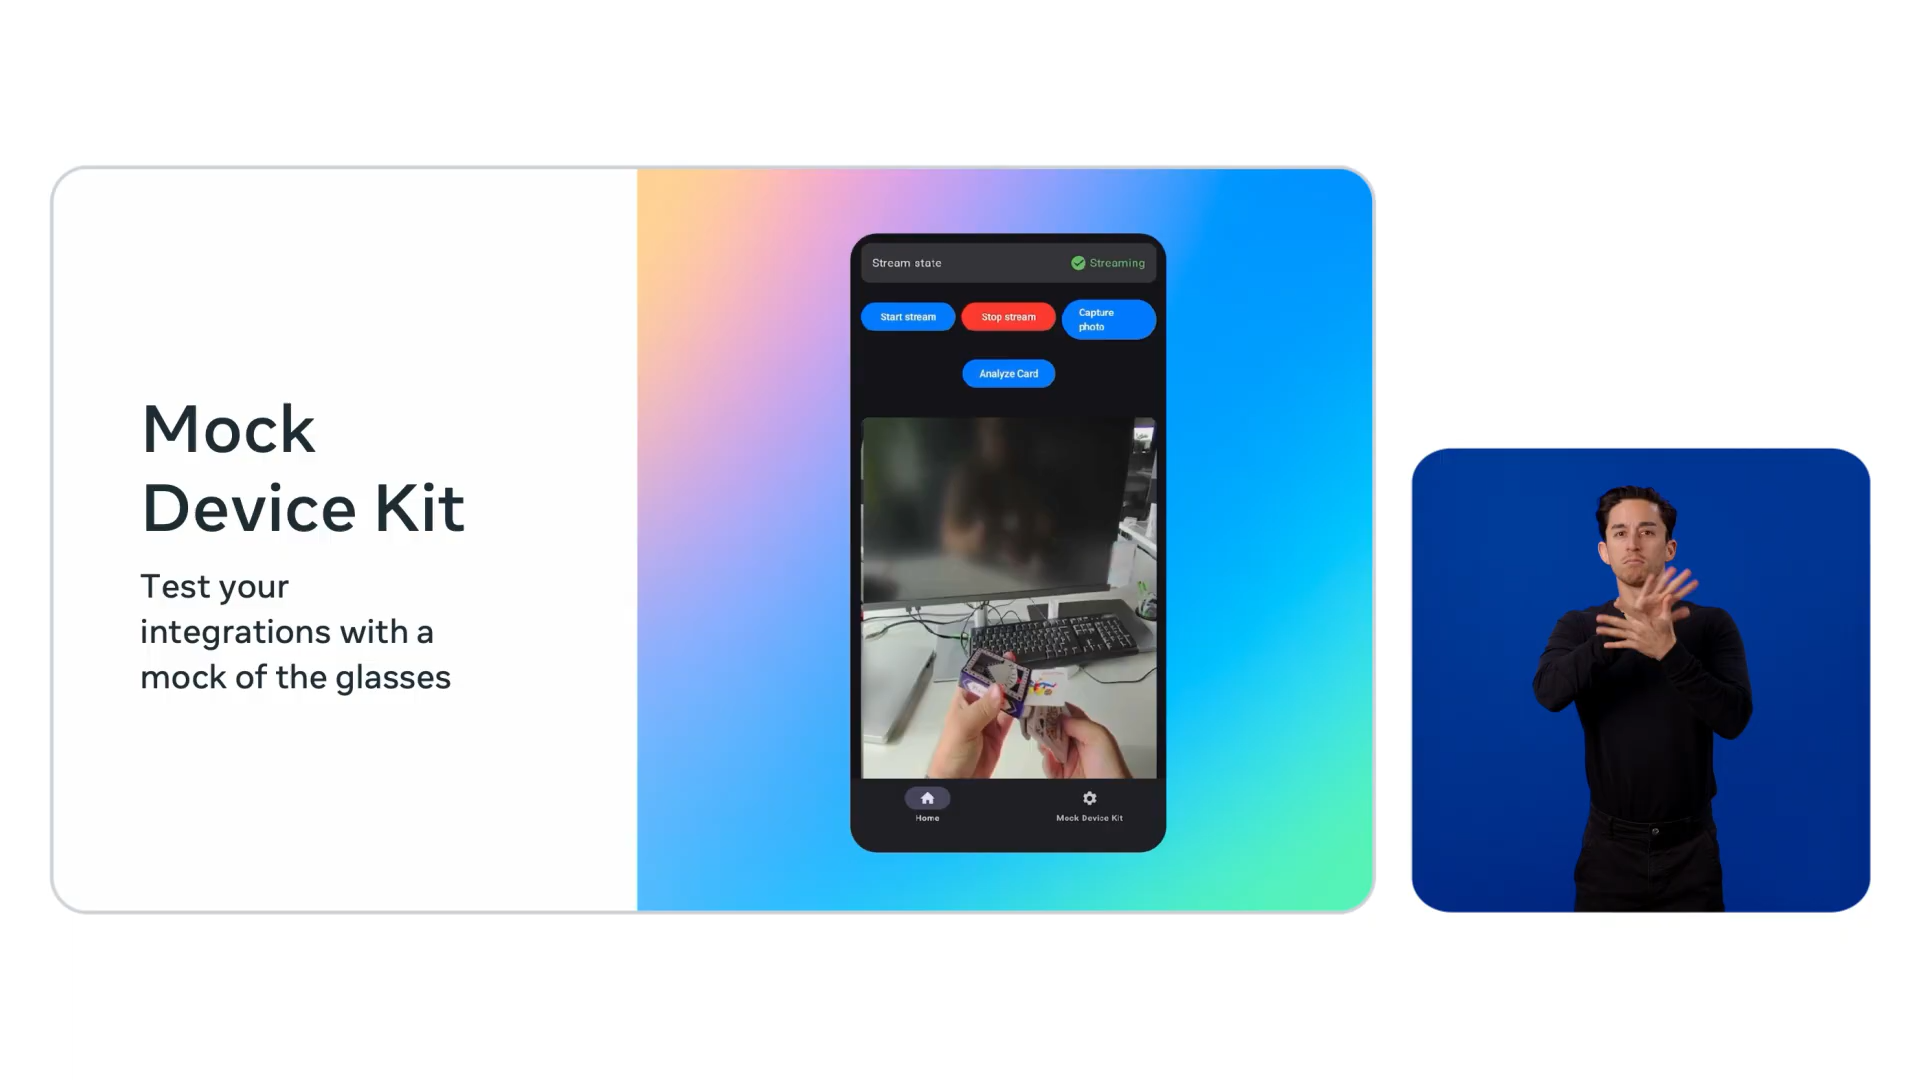 Mock
Device Kit
Test your
integrations with a
mock of the glasses
Stream state
Streaming
Start stream
Stop stream
Capture
photo
Analyze Card
Home
Mock Device Kit